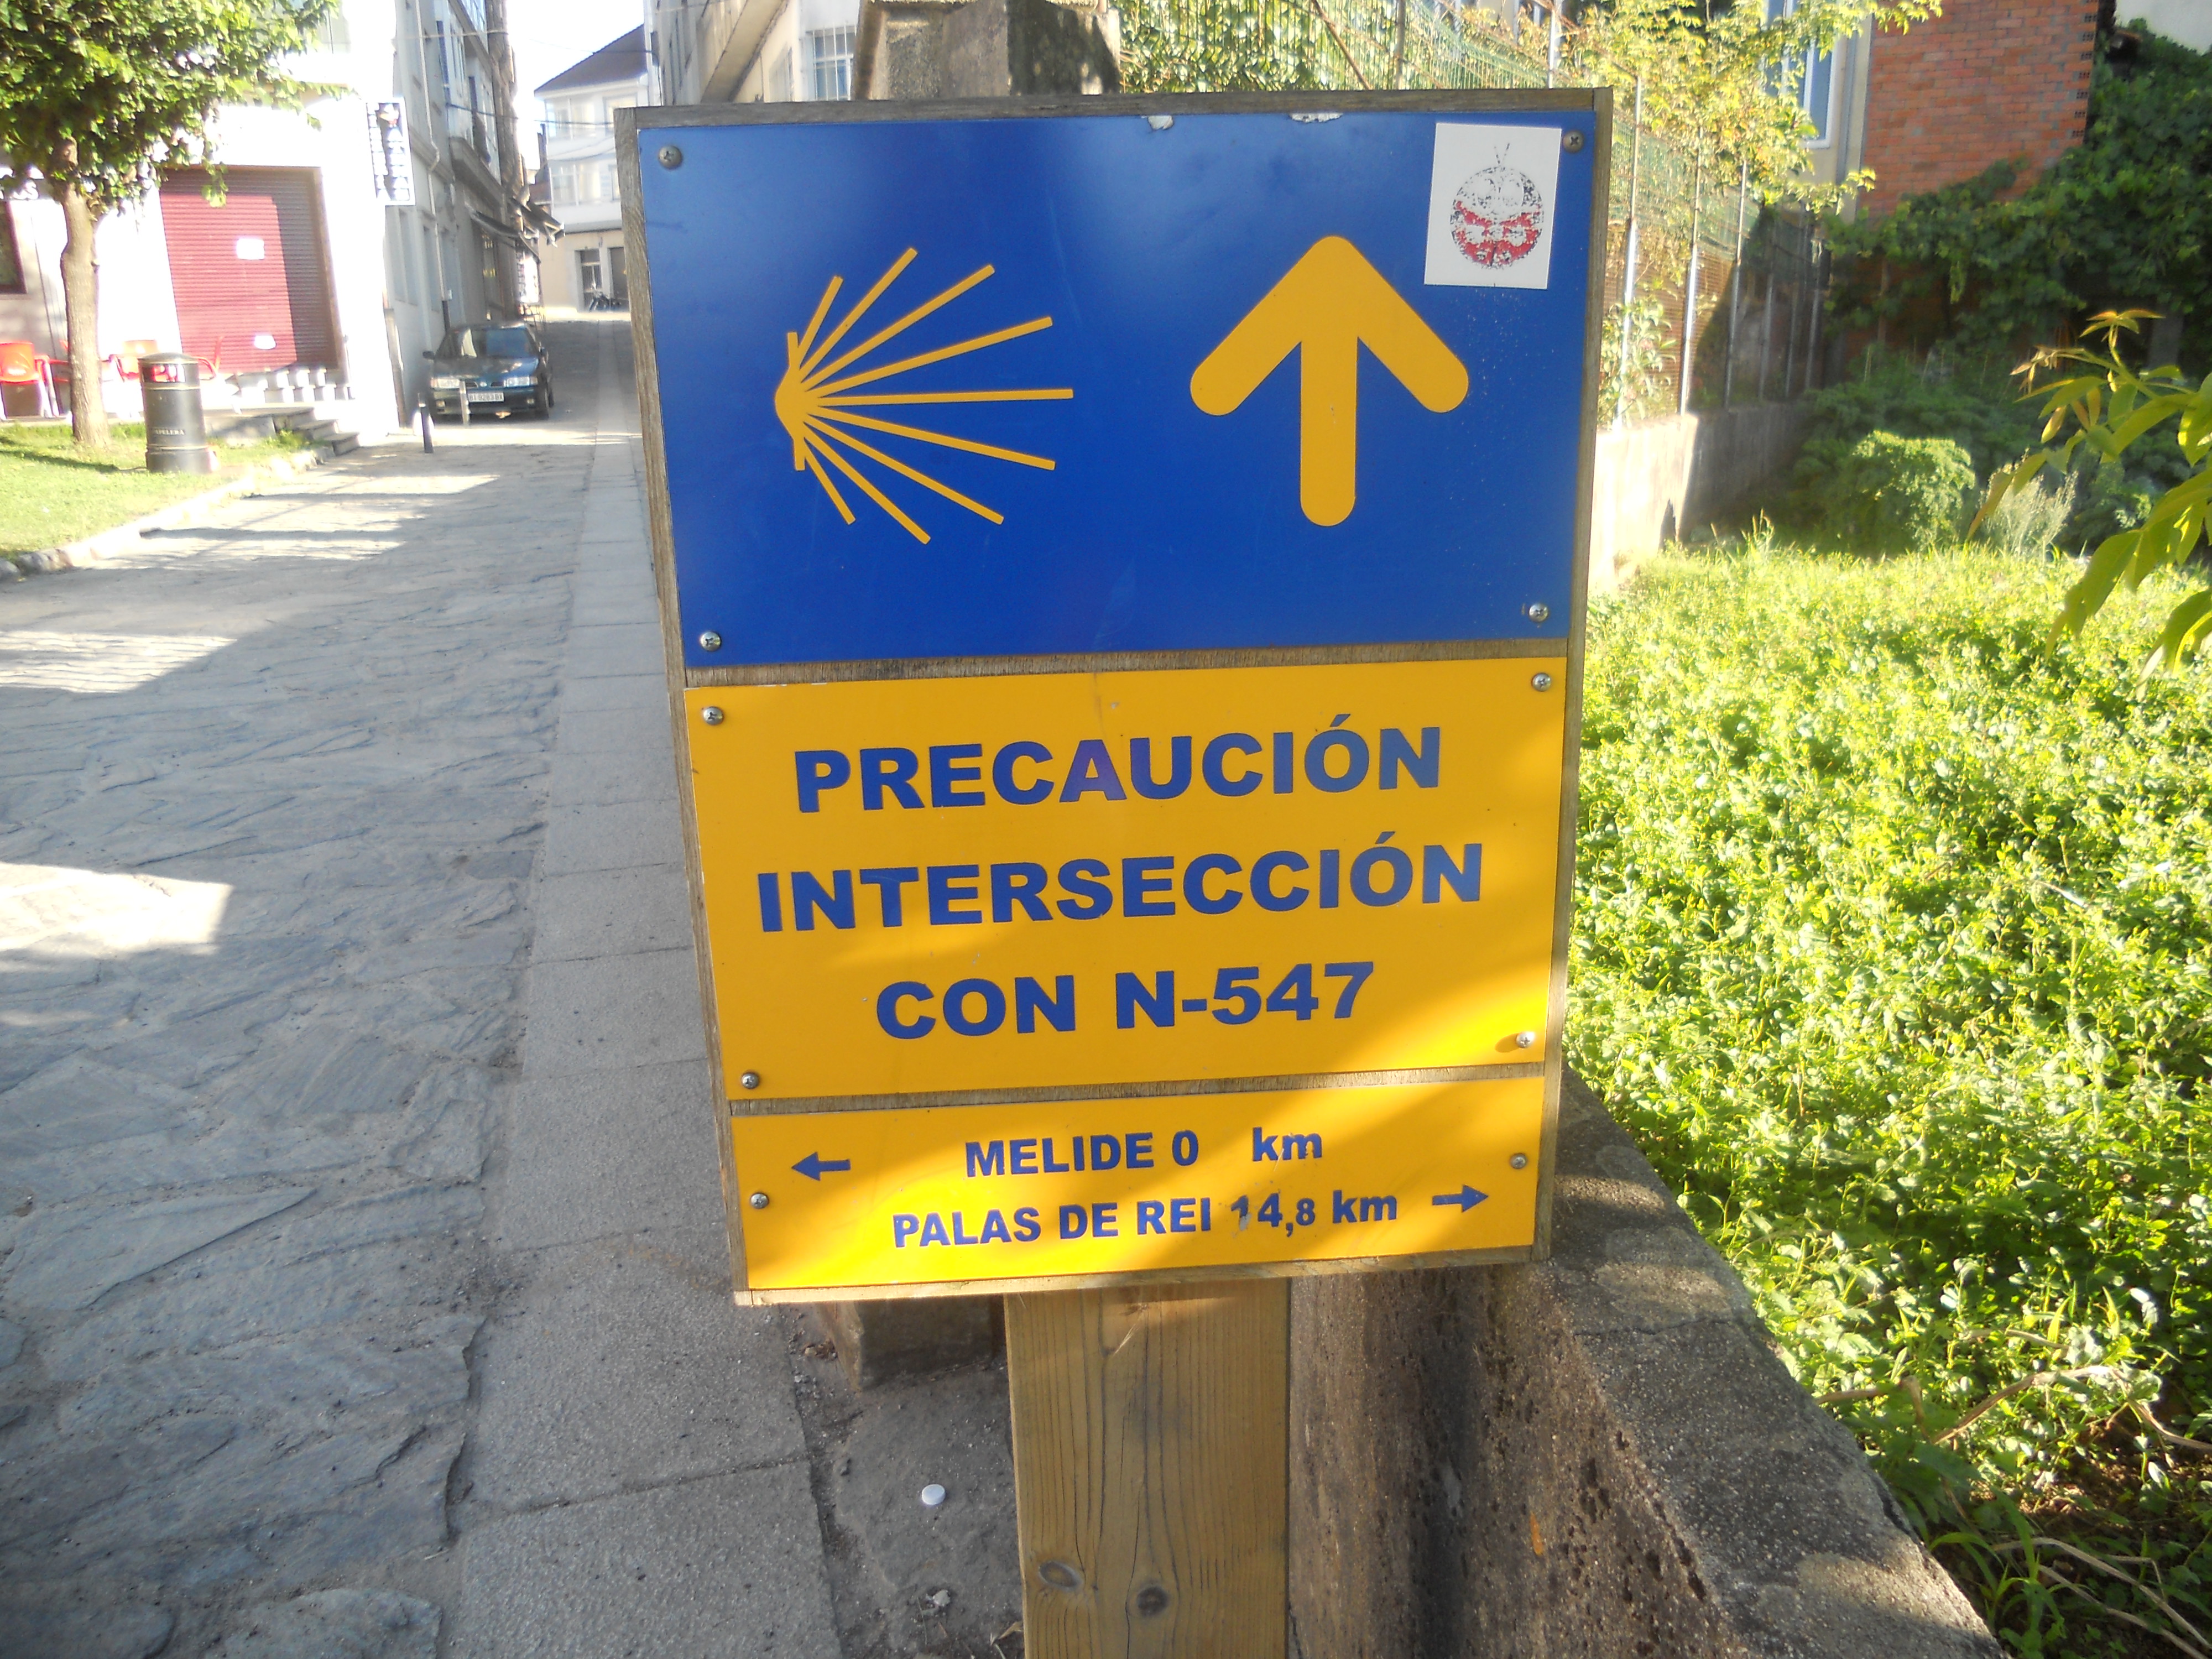 PRECAUCIÓN
INTERSECCIÓN
CON N-547
MELIDE 0 km
PALAS DE REI 14,8 km